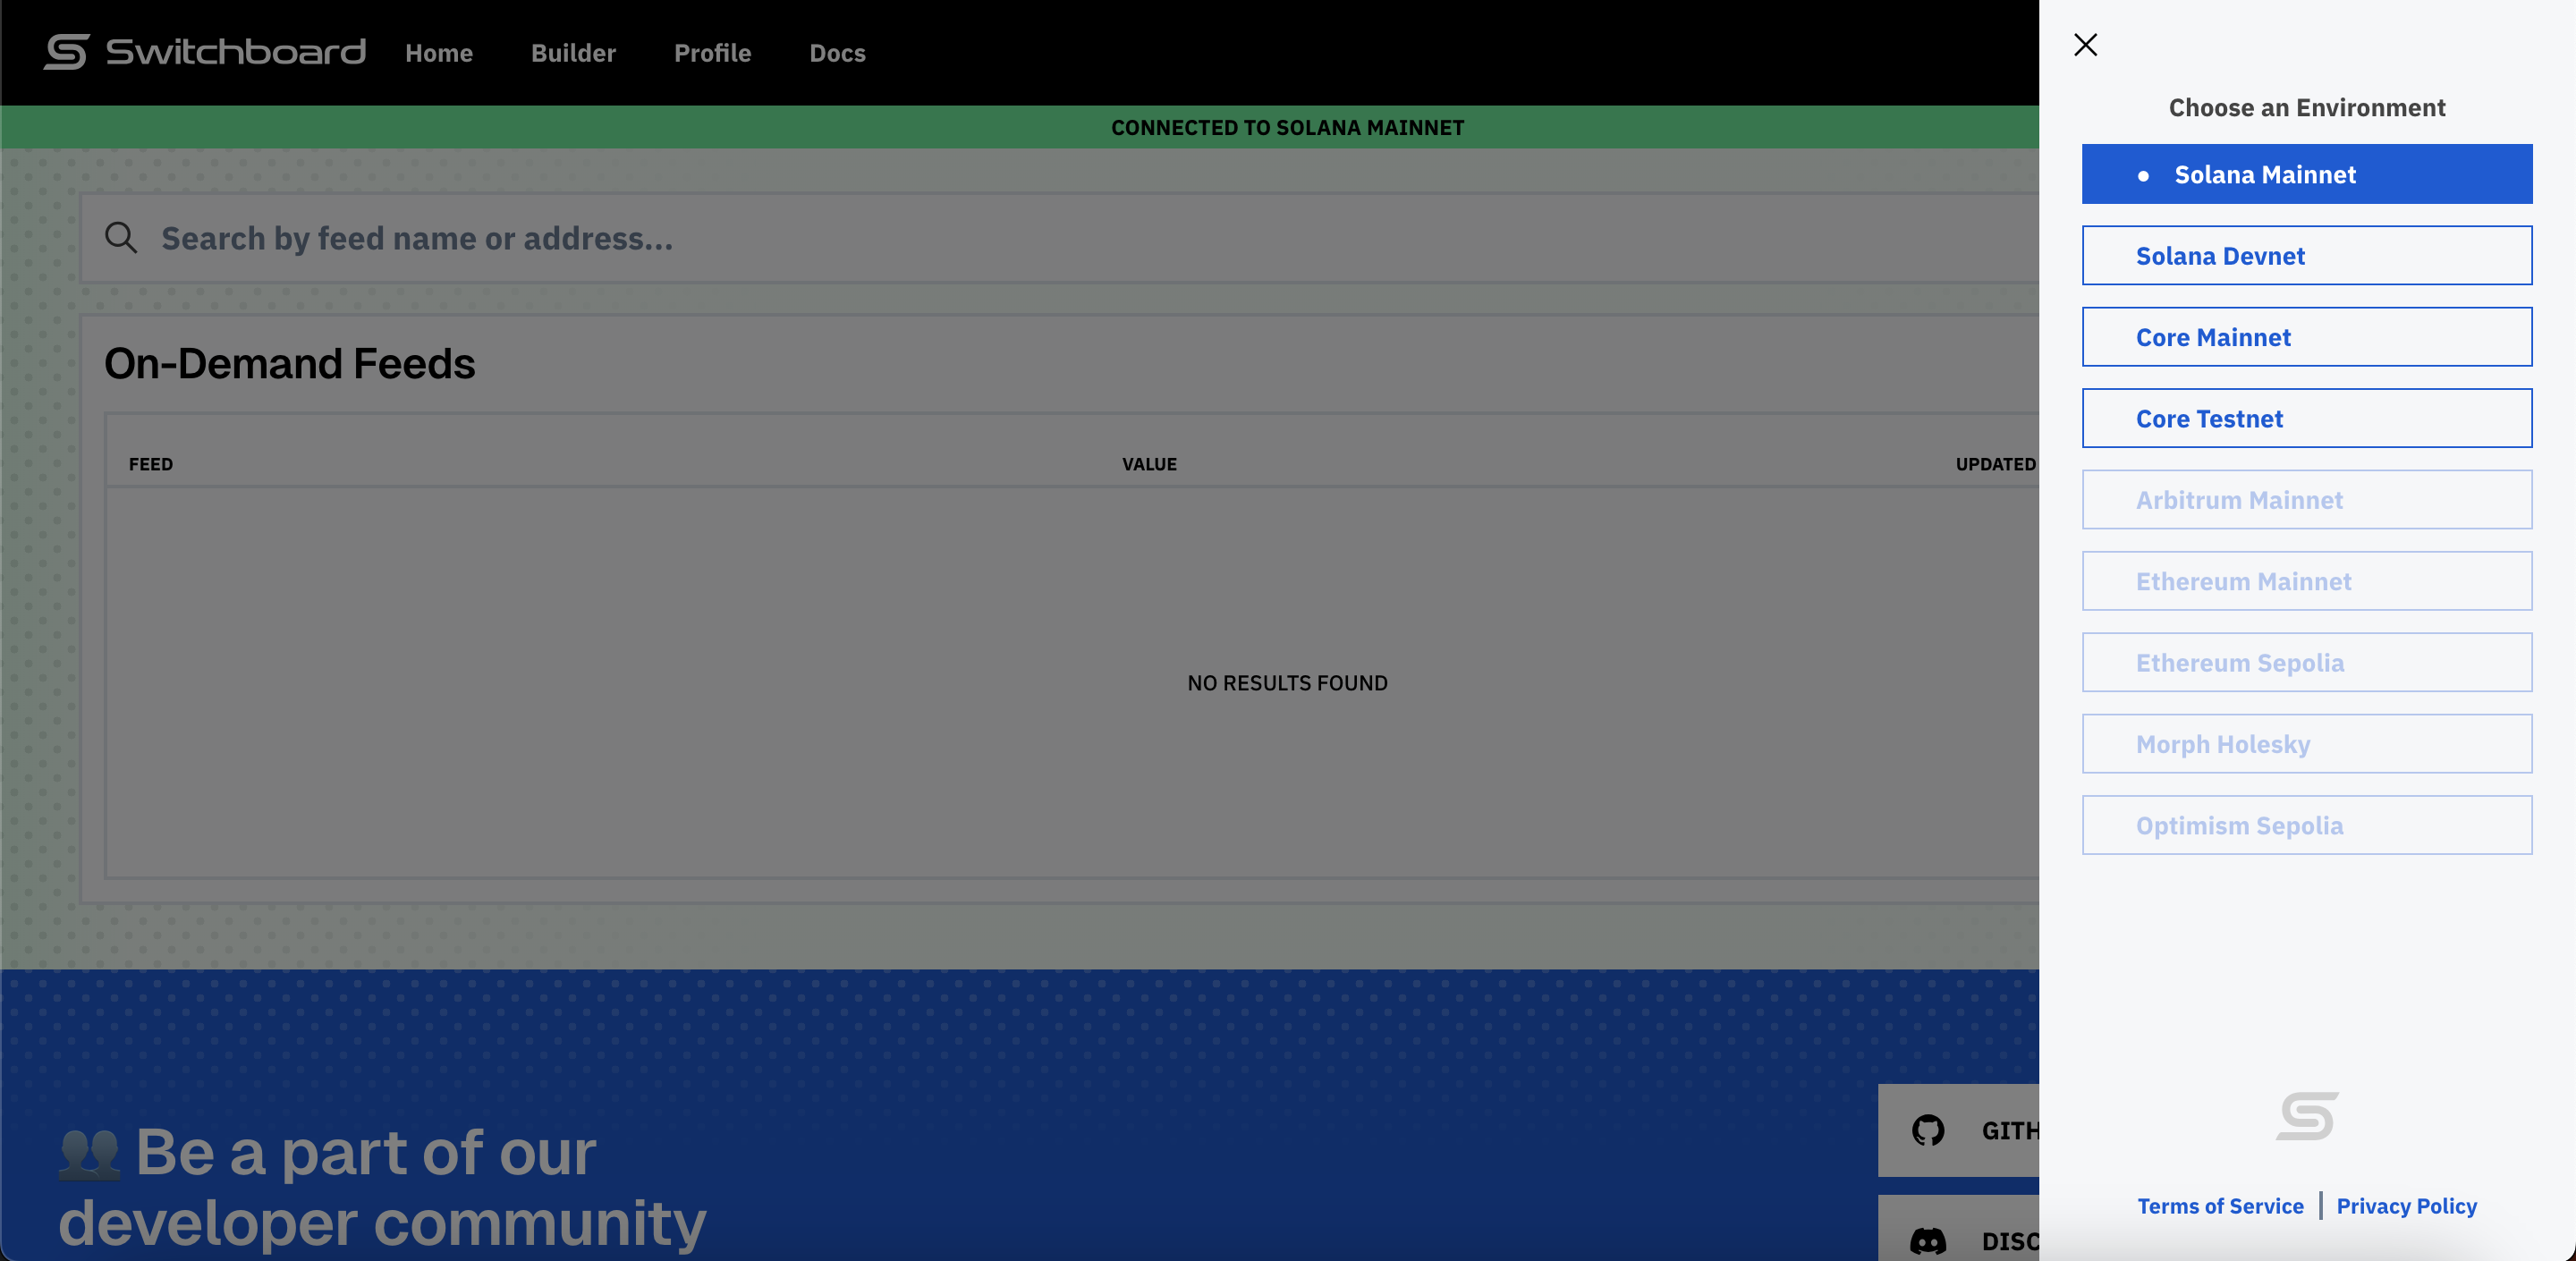 Switchboard Home Builder Profile Docs
CONNECTED TO SOLANA MAINNET
Search by feed name or address...
On-Demand Feeds
FEED VALUE UPDATED
NO RESULTS FOUND
Be a part of our
developer community
GITH
DISC
Choose an Environment
Solana Mainnet
Solana Devnet
Core Mainnet
Core Testnet
Arbitrum Mainnet
Ethereum Mainnet
Ethereum Sepolia
Morph Holesky
Optimism Sepolia
Terms of Service | Privacy Policy